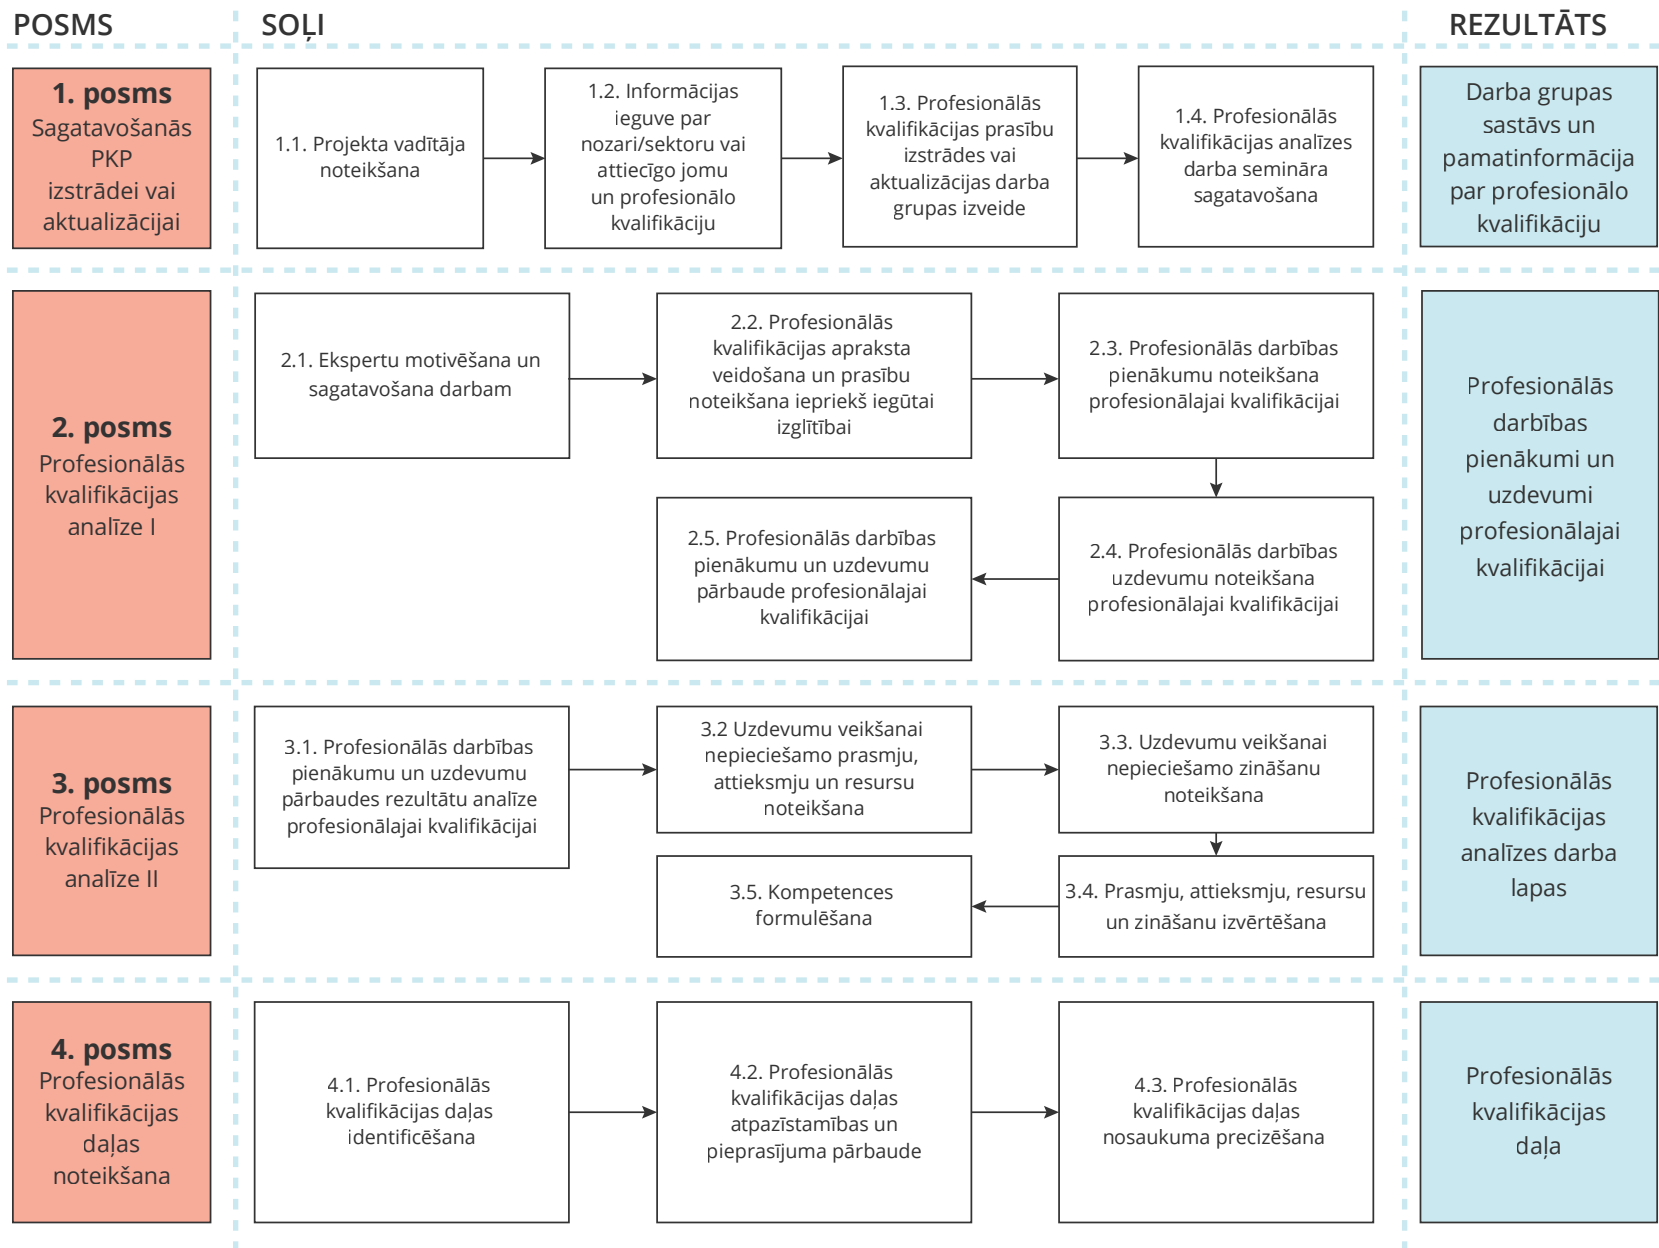 POSMS
SOĻI
REZULTĀTS
1. posms
Sagatavošanās
PKP
izstrādei vai
aktualizācijai
1.1. Projekta vadītāja
noteikšana
1.2. Informācijas
ieguve par
nozari/sektoru vai
attiecīgo jomu
un profesionālo
kvalifikāciju
1.3. Profesionālās
kvalifikācijas prasību
izstrādes vai
aktualizācijas darba
grupas izveide
1.4. Profesionālās
kvalifikācijas analīzes
darba semināra
sagatavošana
Darba grupas
sastāvs un
pamatinformācija
par profesionālo
kvalifikāciju
2. posms
Profesionālās
kvalifikācijas
analīze I
2.1. Ekspertu motivēšana un
sagatavošana darbam
2.2. Profesionālās
kvalifikācijas apraksta
veidošana un prasību
noteikšana iepriekš iegūtai
izglītībai
2.3. Profesionālās darbības
pienākumu noteikšana
profesionālajai kvalifikācijai
2.4. Profesionālās darbības
uzdevumu noteikšana
profesionālajai kvalifikācijai
2.5. Profesionālās darbības
pienākumu un uzdevumu
pārbaude profesionālajai
kvalifikācijai
Profesionālās
darbības
pienākumi un
uzdevumi
profesionālajai
kvalifikācijai
3. posms
Profesionālās
kvalifikācijas
analīze II
3.1. Profesionālās darbības
pienākumu un uzdevumu
pārbaudes rezultātu analīze
profesionālajai kvalifikācijai
3.2 Uzdevumu veikšanai
nepieciešamo prasmju,
attieksmju un resursu
noteikšana
3.3. Uzdevumu veikšanai
nepieciešamo zināšanu
noteikšana
3.4. Prasmju, attieksmju, resursu
un zināšanu izvērtēšana
3.5. Kompetences
formulēšana
Profesionālās
kvalifikācijas
analīzes darba
lapas
4. posms
Profesionālās
kvalifikācijas
daļas
noteikšana
4.1. Profesionālās
kvalifikācijas daļas
identificēšana
4.2. Profesionālās
kvalifikācijas daļas
atpazīstamības un
pieprasījuma pārbaude
4.3. Profesionālās
kvalifikācijas daļas
nosaukuma precizēšana
Profesionālās
kvalifikācijas
daļa